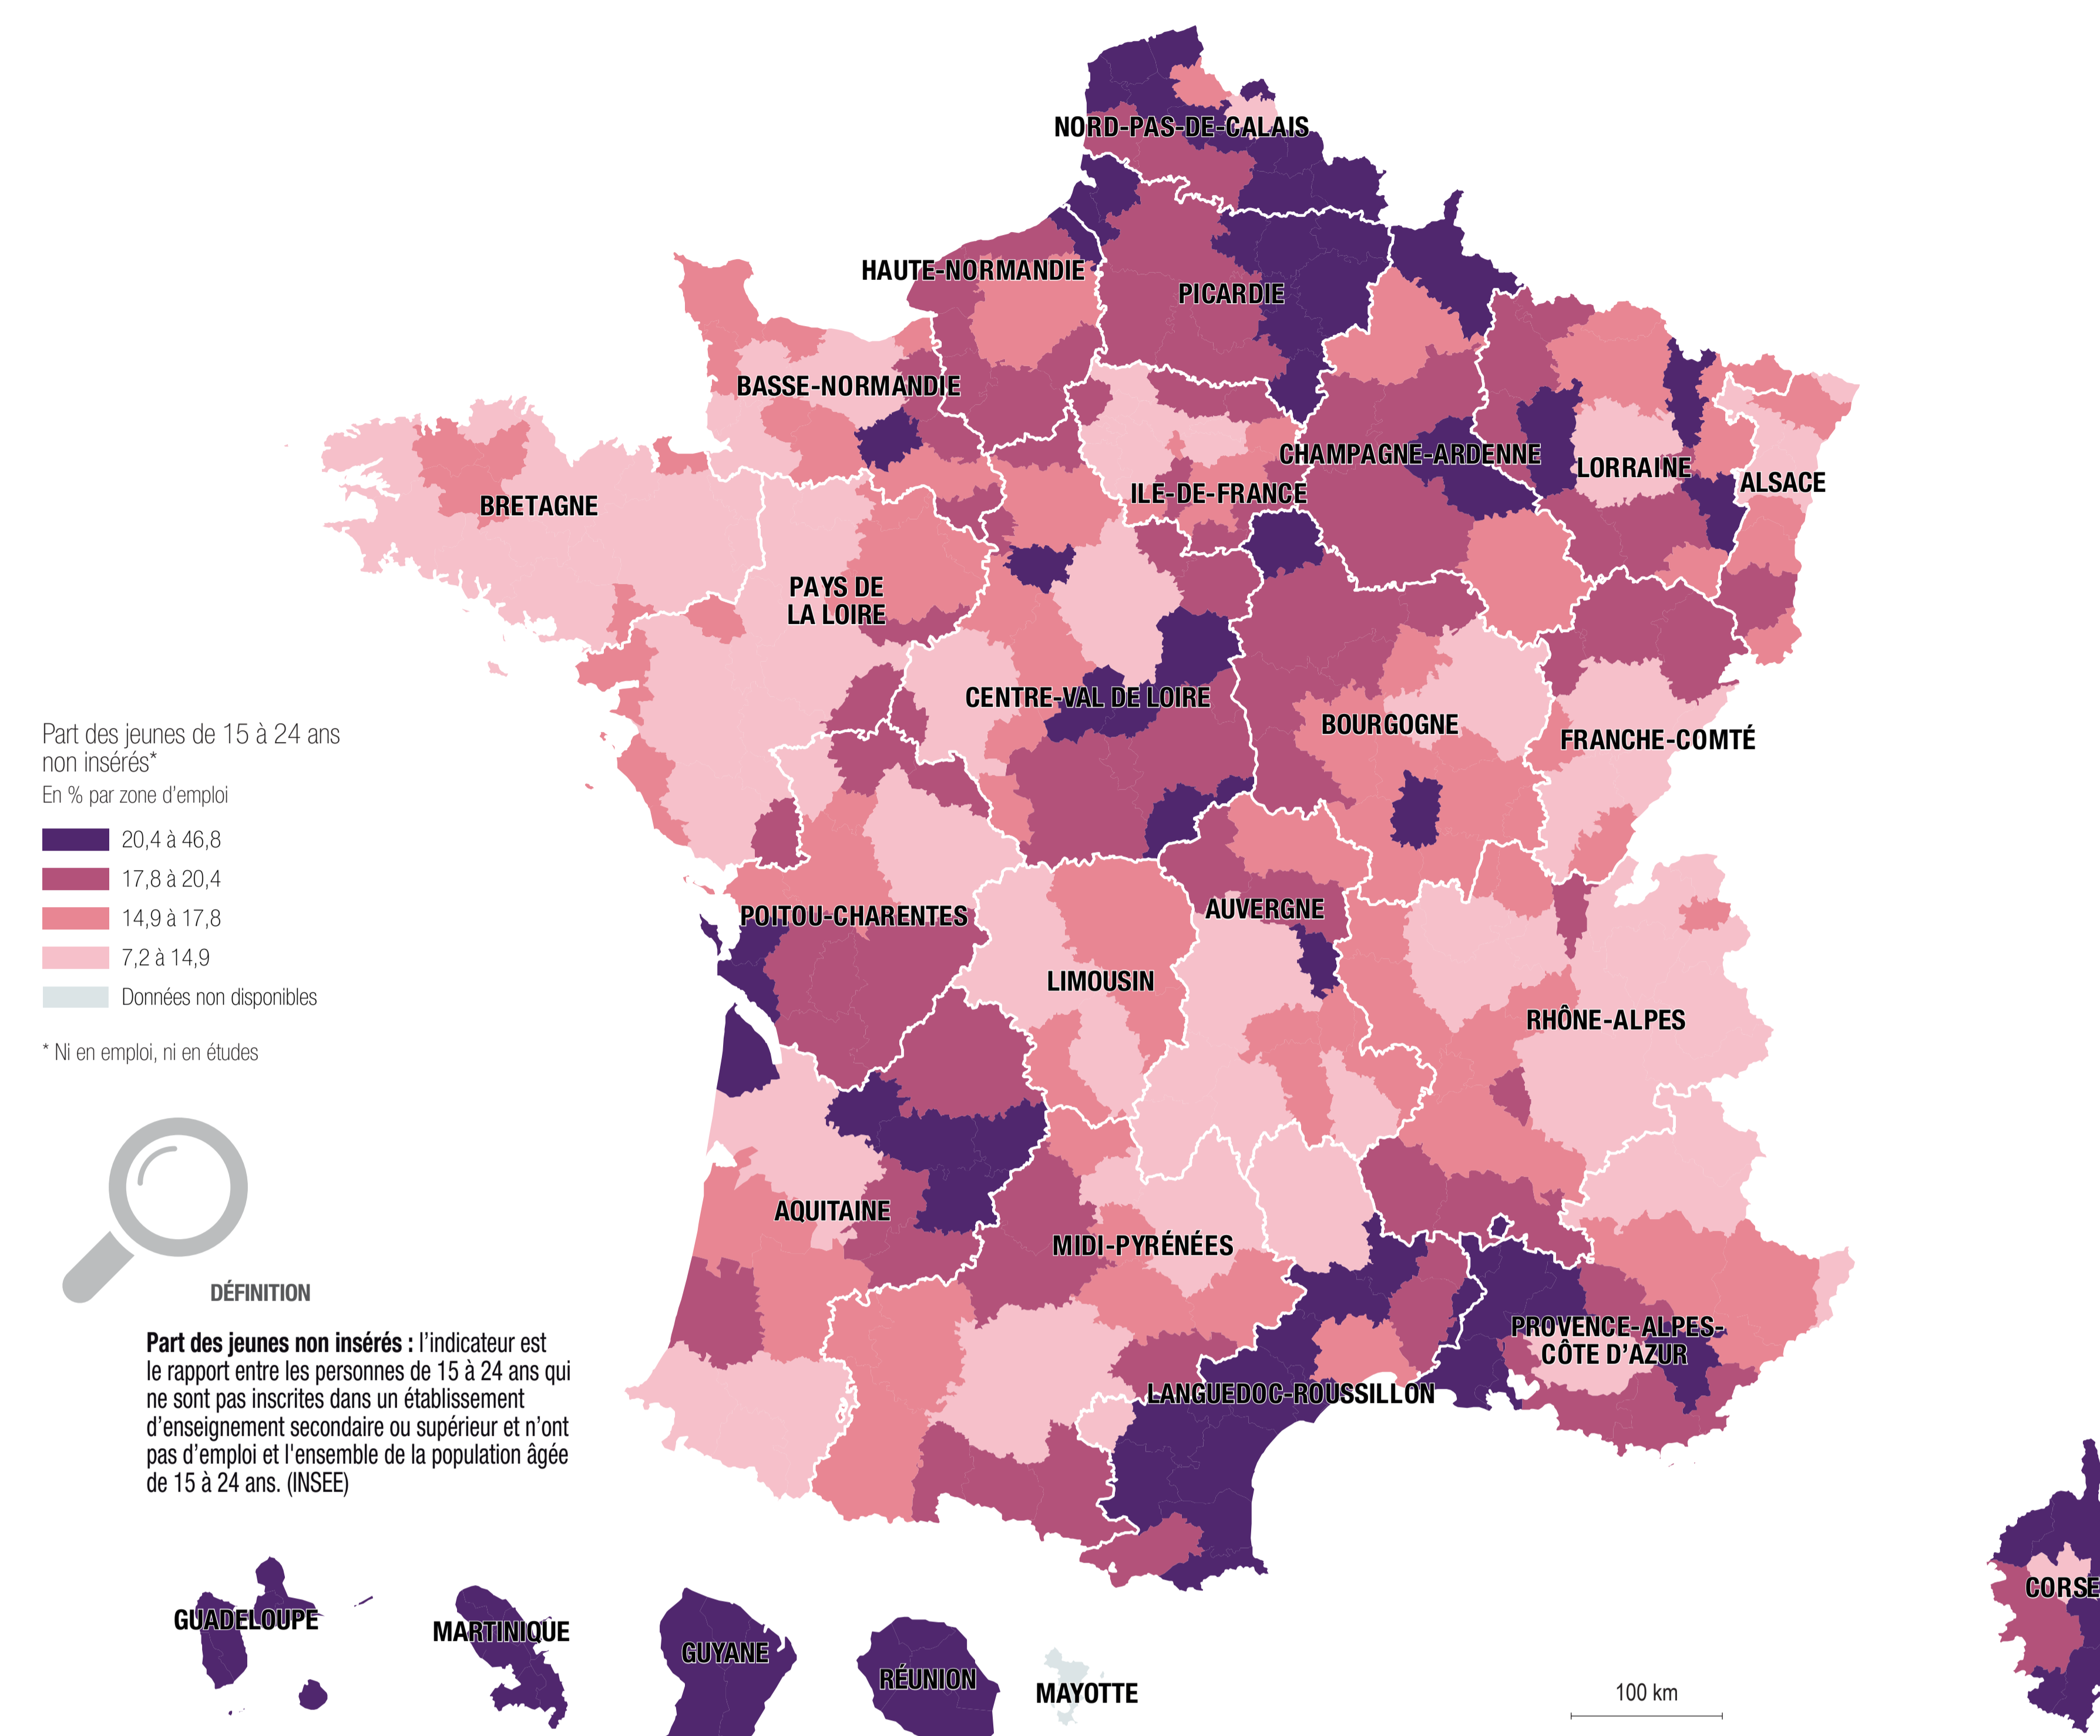 NORD-PAS-DE-CALAIS
HAUTE-NORMANDIE
PICARDIE
BASSE-NORMANDIE
CHAMPAGNE-ARDENNE
LORRAINE
ALSACE
ILE-DE-FRANCE
BRETAGNE
PAYS DE
LA LOIRE
CENTRE-VAL DE LOIRE
BOURGOGNE
FRANCHE-COMTÉ
Part des jeunes de 15 à 24 ans
non insérés*
En % par zone d'emploi
20,4 à 46,8
17,8 à 20,4
14,9 à 17,8
7,2 à 14,9
Données non disponibles
* Ni en emploi, ni en études
POITOU-CHARENTES
AUVERGNE
LIMOUSIN
RHÔNE-ALPES
AQUITAINE
MIDI-PYRÉNÉES
PROVENCE-ALPES-
CÔTE D'AZUR
LANGUEDOC-ROUSSILLON
DÉFINITION
Part des jeunes non insérés : l'indicateur est
le rapport entre les personnes de 15 à 24 ans qui
ne sont pas inscrites dans un établissement
d'enseignement secondaire ou supérieur et n'ont
pas d'emploi et l'ensemble de la population âgée
de 15 à 24 ans. (INSEE)
CORSE
GUADELOUPE
MARTINIQUE
GUYANE
RÉUNION
MAYOTTE
100 km